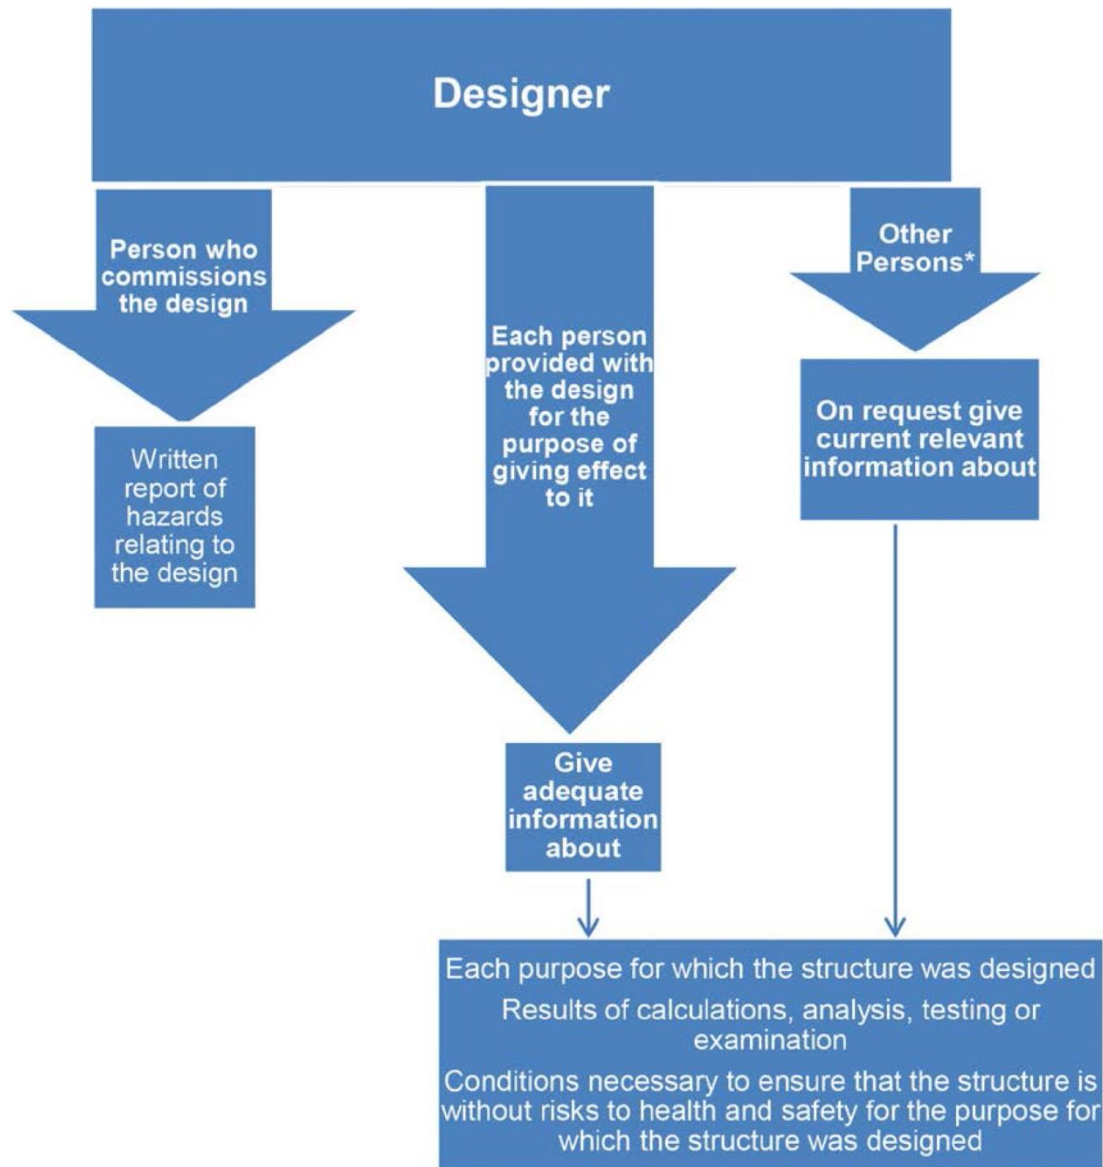 Designer
Person who
commissions
the design
Written
report of
hazards
relating to
the design
Each person
provided with
the design
for the
purpose of
giving effect
to it
Give
adequate
information
about
Other
Persons*
On request give
current relevant
information about
Each purpose for which the structure was designed
Results of calculations, analysis, testing or
examination
Conditions necessary to ensure that the structure is
without risks to health and safety for the purpose for
which the structure was designed